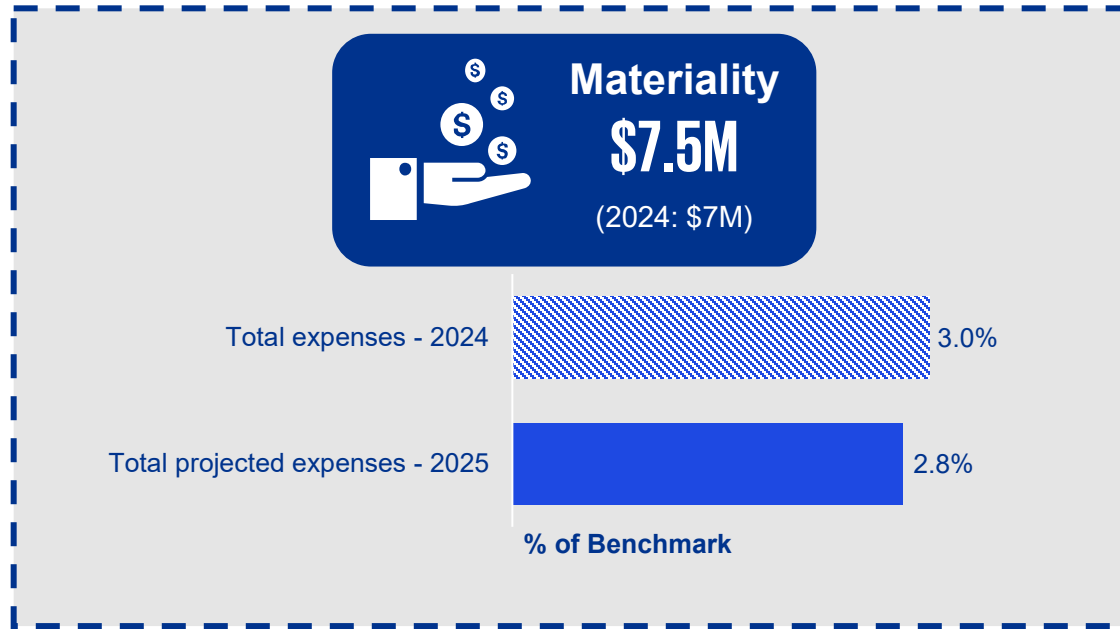 $
$
$
$
Materiality
$7.5M
(2024: $7M)
Total expenses - 2024
3.0%
Total projected expenses - 2025
2.8%
% of Benchmark